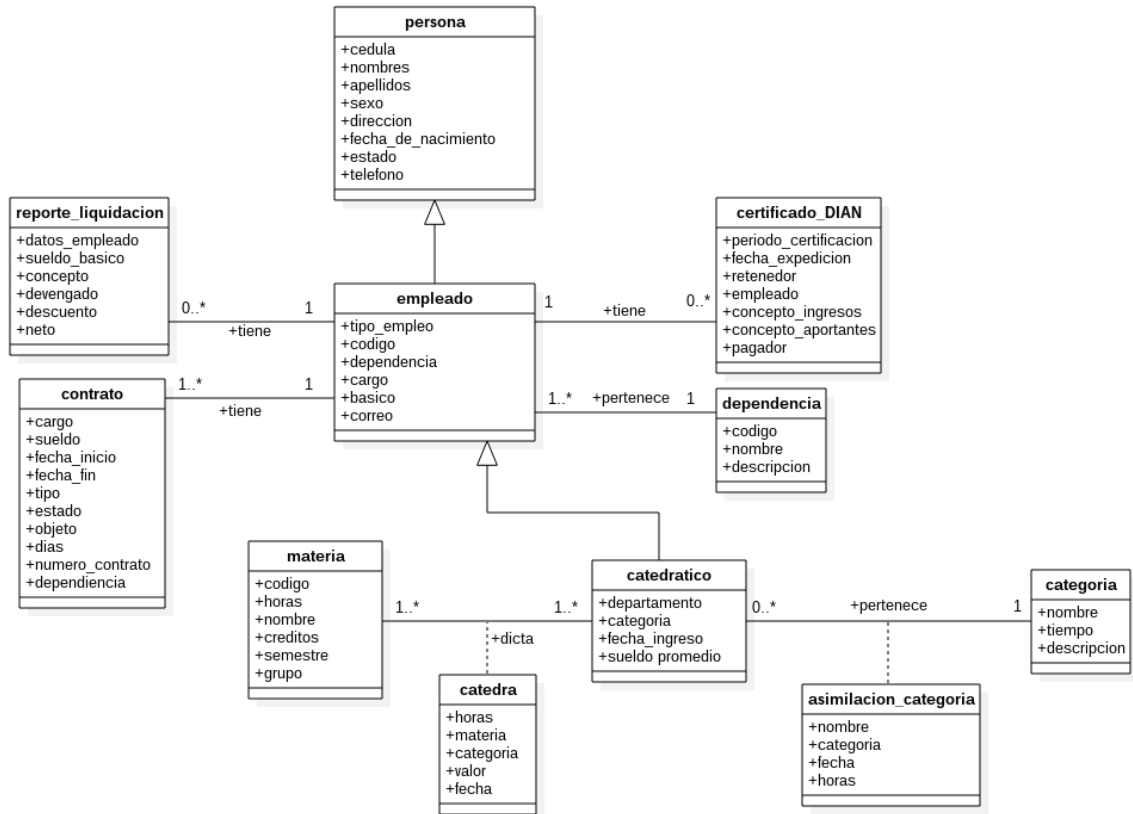 persona
+cedula
+nombres
+apellidos
+sexo
+direccion
+fecha_de_nacimiento
+estado
+telefono
reporte_liquidacion
+datos_empleado
+sueldo_basico
+concepto
+devengado
+descuento
+neto
0..*
1
+tiene
empleado
+tipo_empleo
+codigo
+dependencia
+cargo
+basico
+correo
1
0..*
+tiene
certificado_DIAN
+periodo_certificacion
+fecha_expedicion
+retenedor
+empleado
+concepto_ingresos
+concepto_aportantes
+pagador
contrato
+cargo
+sueldo
+fecha_inicio
+fecha_fin
+tipo
+estado
+objeto
+dias
+numero_contrato
+dependiencia
1..*
1
+tiene
1..*
+pertenece
1
dependencia
+codigo
+nombre
+descripcion
materia
+codigo
+horas
+nombre
+creditos
+semestre
+grupo
1..*
1..*
+dicta
catedratico
+departamento
+categoria
+fecha_ingreso
+sueldo promedio
0..*
+pertenece
1
categoria
+nombre
+tiempo
+descripcion
catedra
+horas
+materia
+categoria
+valor
+fecha
asimilacion_categoria
+nombre
+categoria
+fecha
+horas